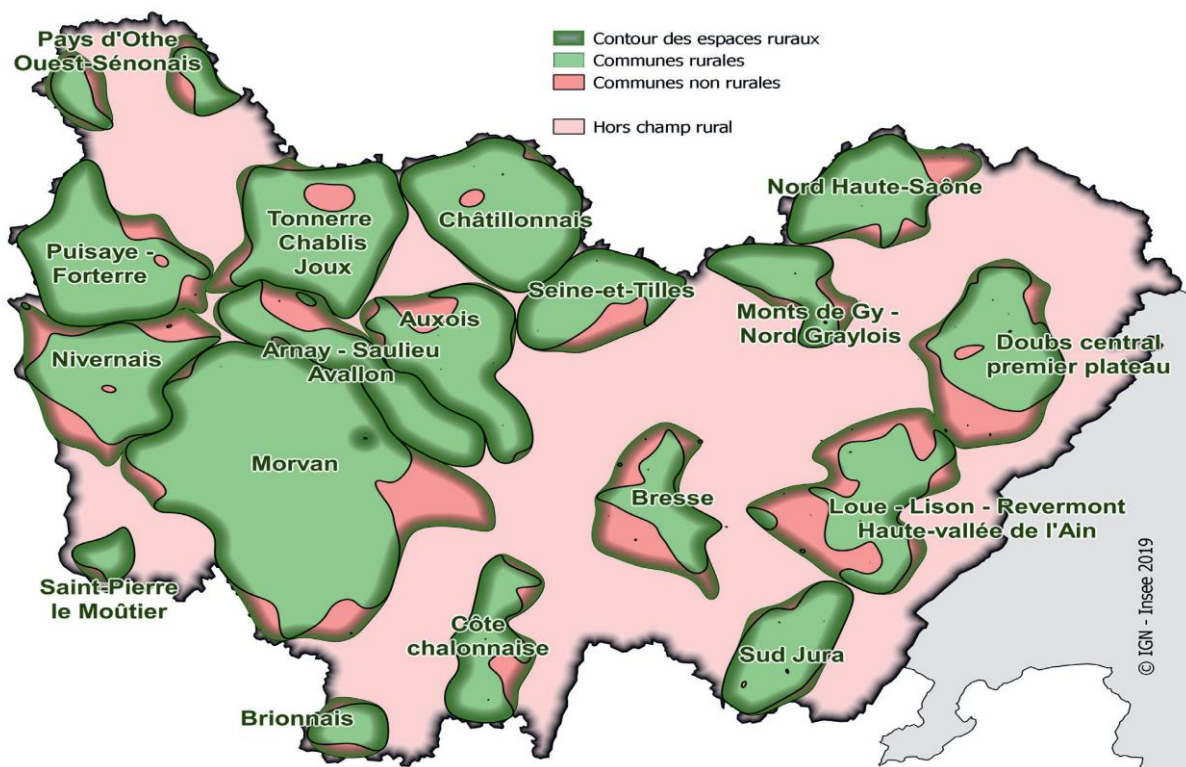 Pays d'Othe
Ouest-Sénonais
Contour des espaces ruraux
Communes rurales
Communes non rurales
Hors champ rural
Nord Haute-Saône
Tonnerre
Chablis
Joux
Châtillonnais
Puisaye -
Forterre
Seine-et-Tilles
Auxois
Monts de Gy -
Nord Graylois
Nivernais
Arnay - Saulieu
Avallon
Doubs central
premier plateau
Morvan
Bresse
Loue - Lison - Revermont
Haute-vallée de l'Ain
Saint-Pierre
le Moûtier
Côte
chalonnaise
Sud Jura
Brionnais
© IGN - Insee 2019